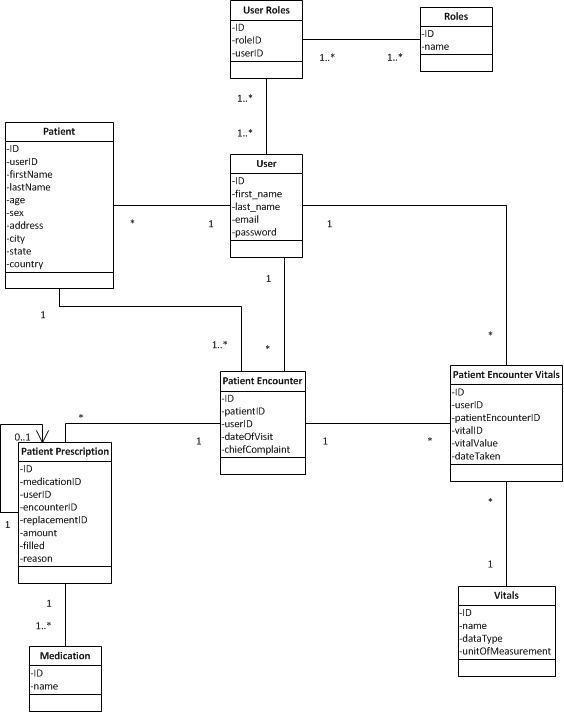 User Roles
-ID
-roleID
-userID
Roles
-ID
-name
1..*
1..*
1..*
1..*
Patient
-ID
-userID
-firstName
-lastName
-age
-sex
-address
-city
-state
-country
User
-ID
-first_name
-last_name
-email
-password
*
1
1
1
*
1
1..*
*
Patient Encounter
-ID
-patientID
-userID
-dateOfVisit
-chiefComplaint
Patient Encounter Vitals
-ID
-userID
-patientEncounterID
-vitalID
-vitalValue
-dateTaken
*
1
1
*
0..1
1
Patient Prescription
-ID
-medicationID
-userID
-encounterID
-replacementID
-amount
-filled
-reason
*
1
Vitals
-ID
-name
-dataType
-unitOfMeasurement
1
1..*
Medication
-ID
-name